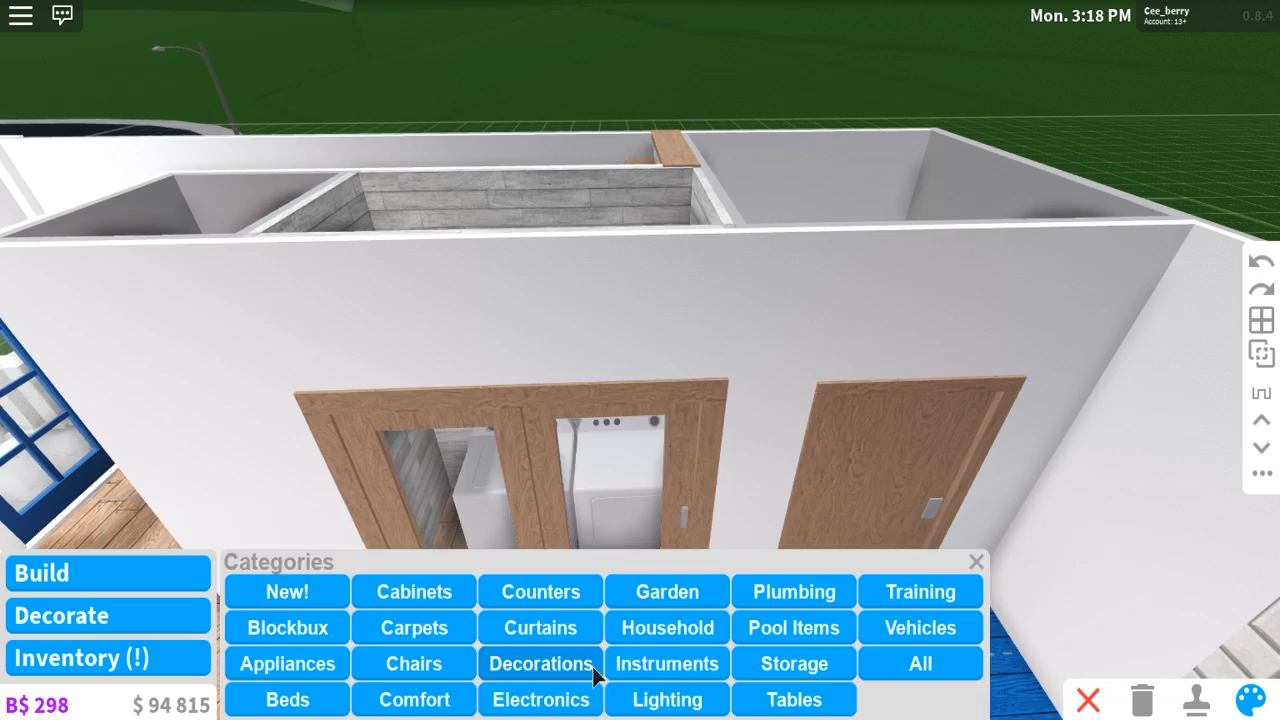 Mon. 3:18 PM
Cee_berry
Account: 13+
0.8.4
Build
Decorate
Inventory (!)
B$ 298
$ 94 815
Categories
New! Cabinets Counters Garden Plumbing Training
Blockbux Carpets Curtains Household Pool Items Vehicles
Appliances Chairs Decorations Instruments Storage All
Beds Comfort Electronics Lighting Tables